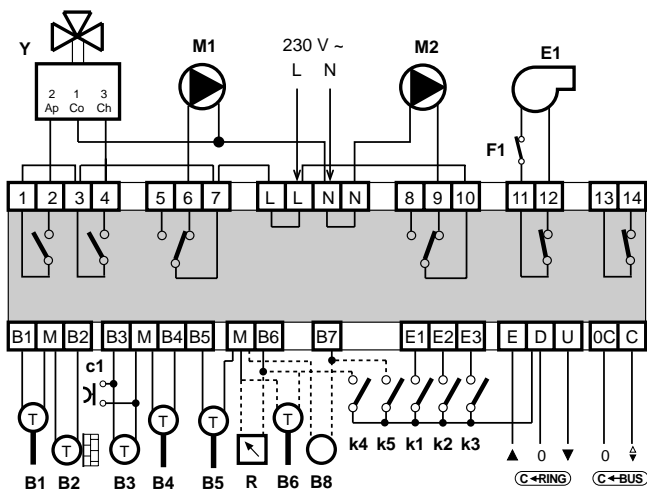 Y
M1
230 V ~
M2
E1
L N
2 1 3
Ap Co Ch
F1
1 2 3 4 5 6 7 L L N N 8 9 10 11 12 13 14
B1 M B2 B3 M B4 B5 M B6 B7 E1 E2 E3 E D U 0C C
c1
T T T T T T
k4 k5 k1 k2 k3
0 0
B1 B2 B3 B4 B5 R B6 B8
C RING C BUS